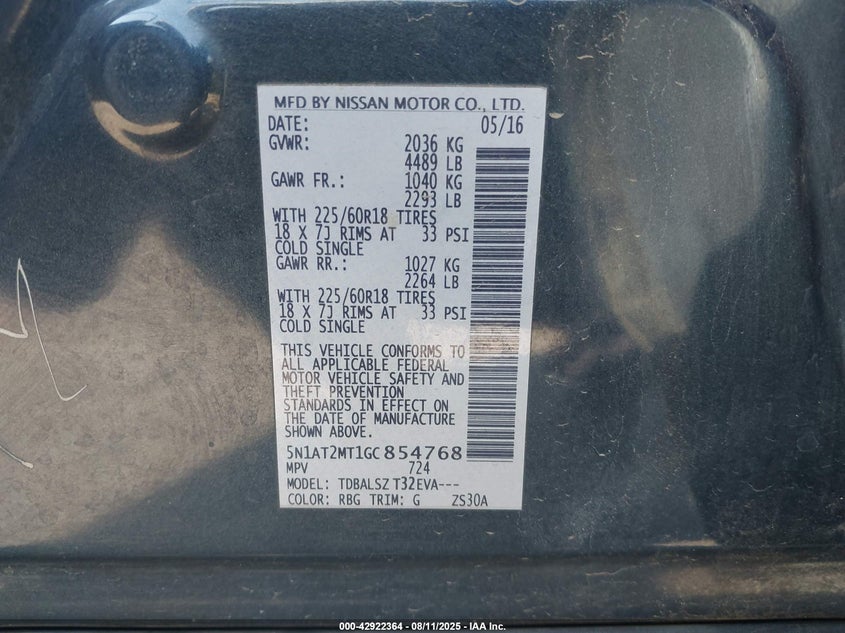 MFD BY NISSAN MOTOR CO., LTD.
DATE: 05/16
GVWR: 2036 KG
4489 LB
GAWR FR.: 1040 KG
2293 LB
WITH 225/60R18 TIRES
18 X 7J RIMS AT 33 PSI
COLD SINGLE
GAWR RR.: 1027 KG
2264 LB
WITH 225/60R18 TIRES
18 X 7J RIMS AT 33 PSI
COLD SINGLE
THIS VEHICLE CONFORMS TO
ALL APPLICABLE FEDERAL
MOTOR VEHICLE SAFETY AND
THEFT PREVENTION
STANDARDS IN EFFECT ON
THE DATE OF MANUFACTURE
SHOWN ABOVE.
5N1AT2MT1GC854768
MPV 724
MODEL: TDBALSZ T32EVA---
COLOR: RBG TRIM: G ZS30A
000-42922364 - 08/11/2025 - IAA Inc.